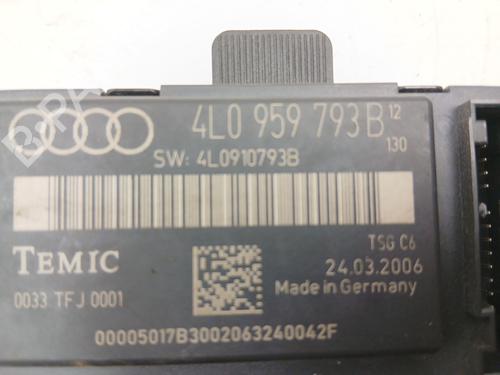 4L0 959 793 B 12
130
SW: 4L0910793B
TEMIC
TSG C6
24.03.2006
0033 TFJ 0001
Made in Germany
00005017B3002063240042F